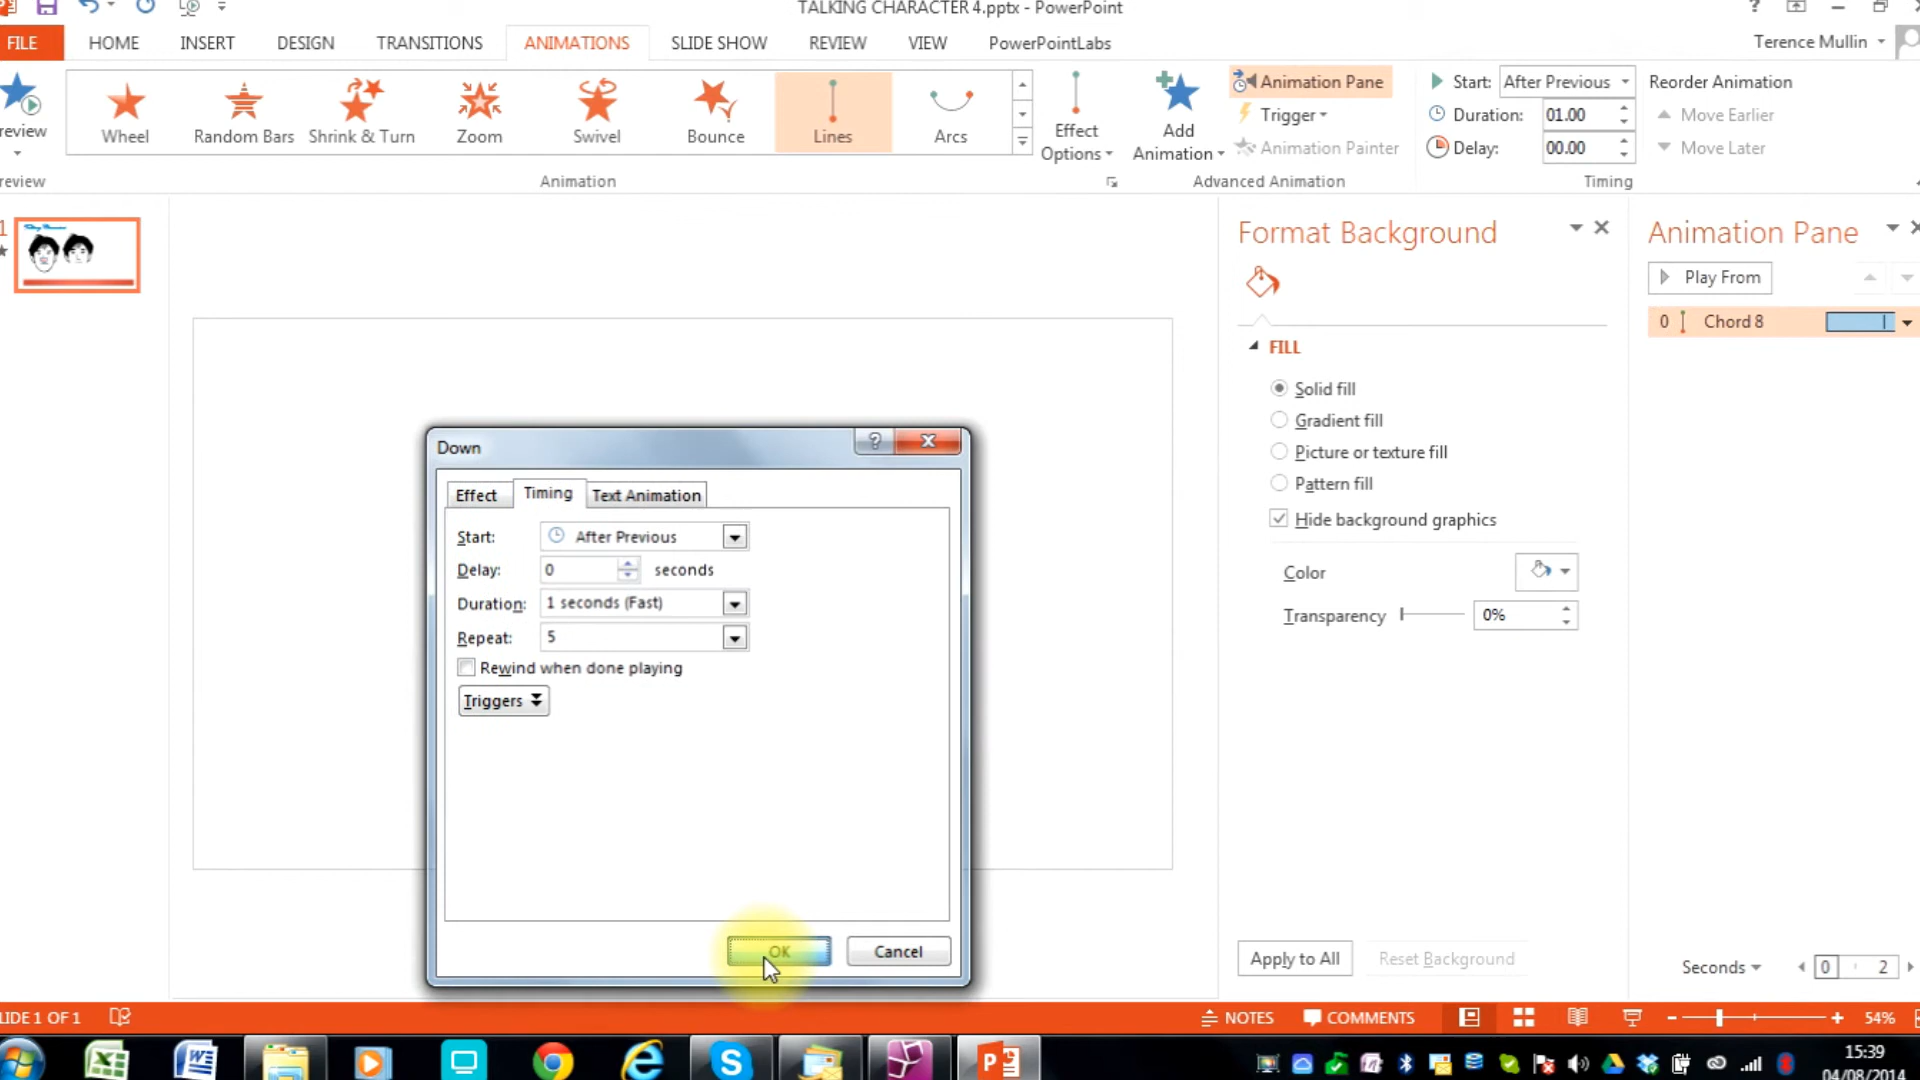 TALKING CHARACTER 4.pptx - PowerPoint
?
FILE HOME INSERT DESIGN TRANSITIONS ANIMATIONS SLIDE SHOW REVIEW VIEW PowerPointLabs Terence Mullin
Wheel Random Bars Shrink & Turn Zoom Swivel Bounce Lines Arcs
Effect Options
Add Animation
Animation Pane
Trigger
Animation Painter
Start: After Previous
Duration: 01.00
Delay: 00.00
Reorder Animation
Move Earlier
Move Later
review
review Animation Advanced Animation Timing
1
Format Background
FILL
Solid fill
Gradient fill
Picture or texture fill
Pattern fill
Hide background graphics
Color
Transparency 0%
Apply to All Reset Background
Animation Pane
Play From
0 Chord 8
Seconds 0 2
Down
?
Effect Timing Text Animation
Start: After Previous
Delay: 0 seconds
Duration: 1 seconds (Fast)
Repeat: 5
Rewind when done playing
Triggers
OK Cancel
LIDE 1 OF 1 NOTES COMMENTS 54%
15:39
04/08/2014